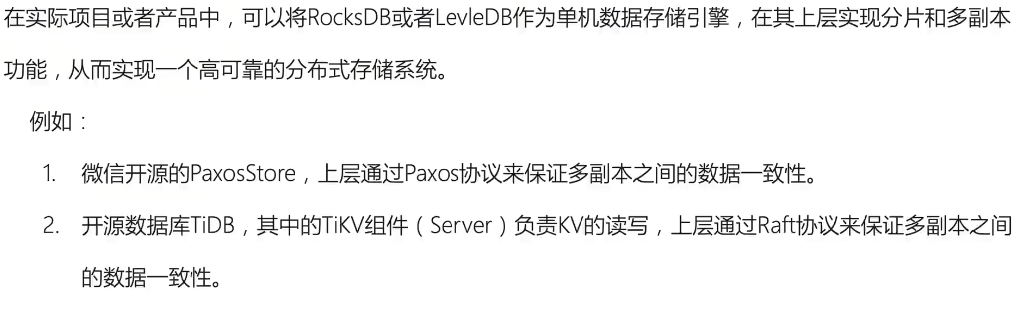 在实际项目或者产品中，可以将RocksDB或者LevleDB作为单机数据存储引擎，在其上层实现分片和多副本
功能，从而实现一个高可靠的分布式存储系统。
例如：
1. 微信开源的PaxosStore，上层通过Paxos协议来保证多副本之间的数据一致性。
2. 开源数据库TiDB，其中的TiKV组件（Server）负责KV的读写，上层通过Raft协议来保证多副本之间
的数据一致性。